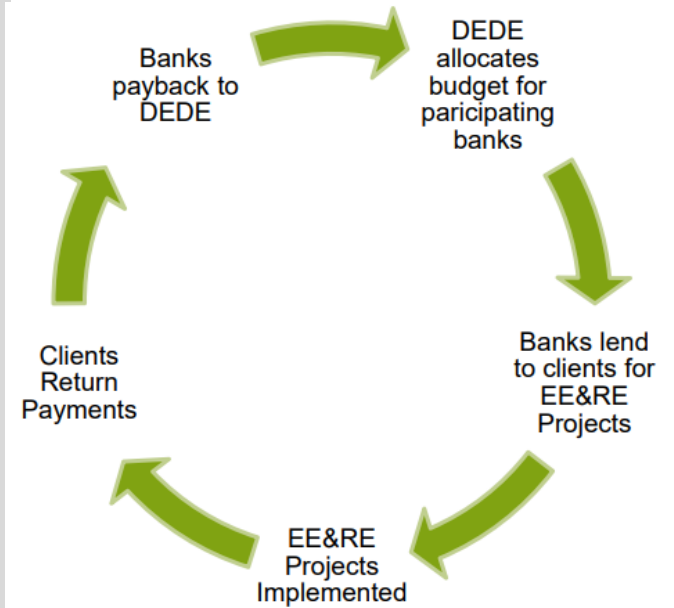 DEDE
allocates
budget for
paricipating
banks
Banks lend
to clients for
EE&RE
Projects
EE&RE
Projects
Implemented
Clients
Return
Payments
Banks
payback to
DEDE